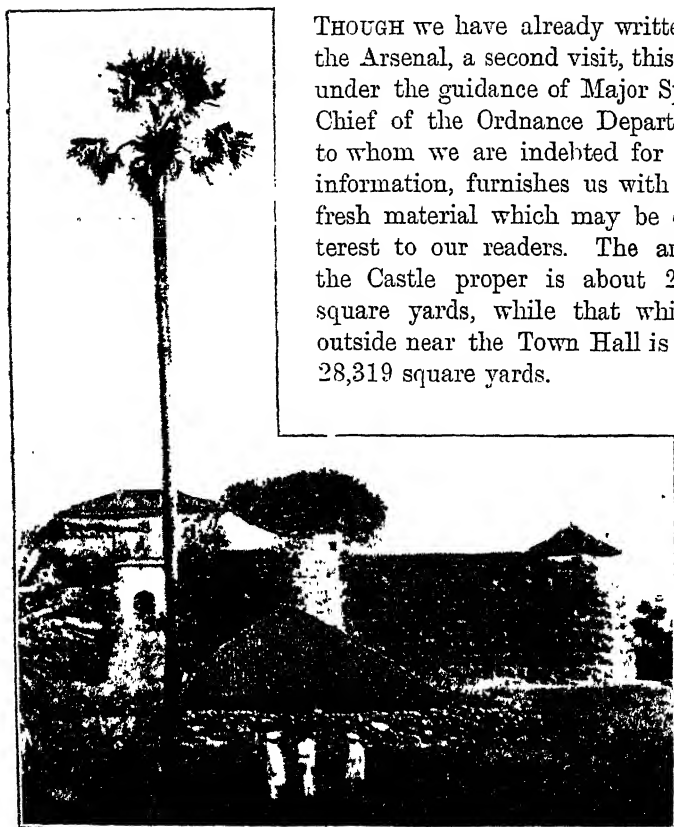 THOUGH we have already writte
the Arsenal, a second visit, this
under the guidance of Major S
Chief of the Ordnance Depart
to whom we are indebted for
information, furnishes us with
fresh material which may be
terest to our readers. The a
the Castle proper is about 2
square yards, while that whi
outside near the Town Hall is
28,319 square yards.